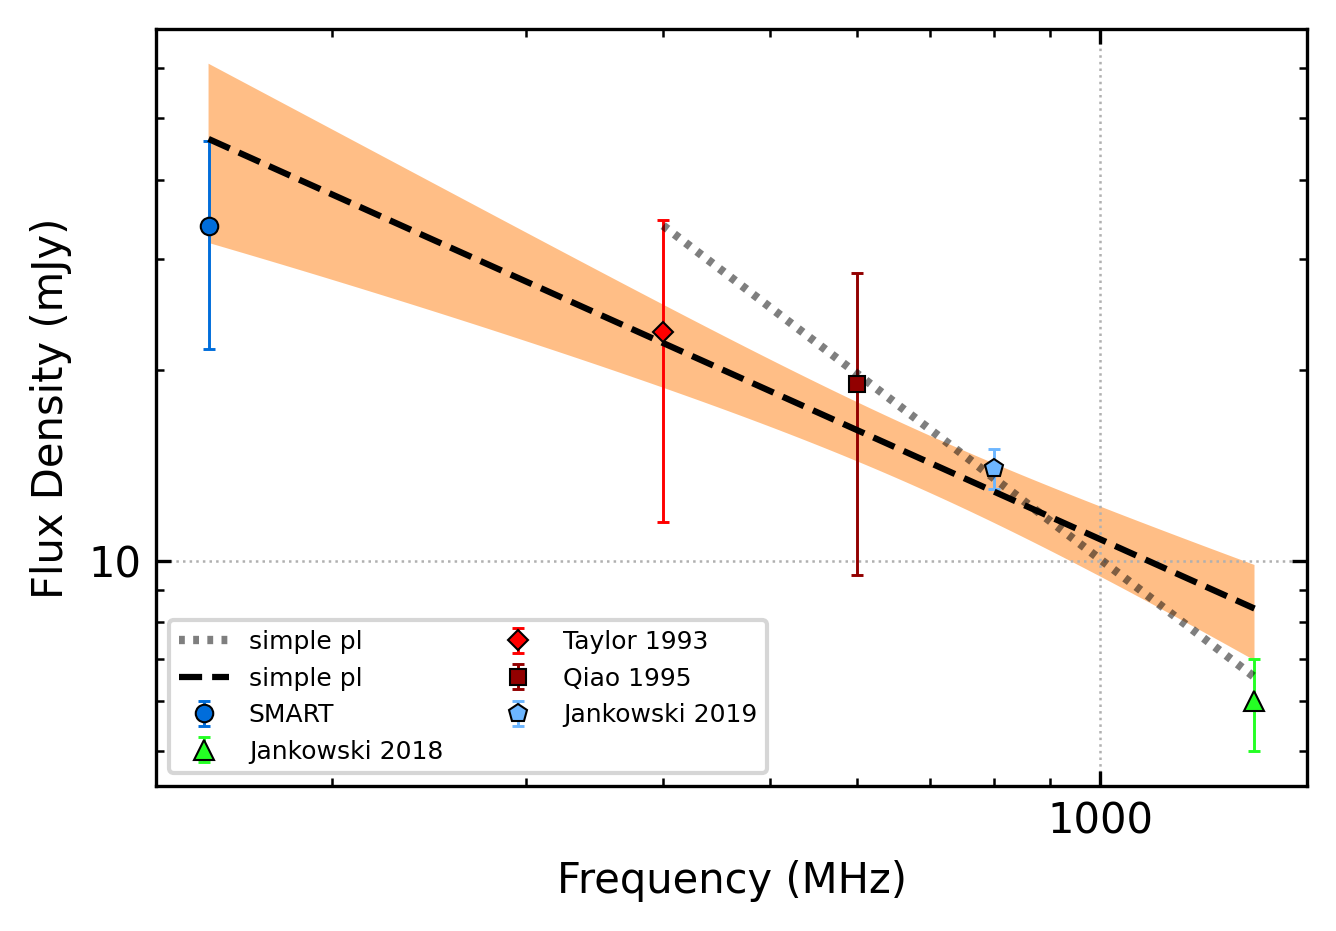 Flux Density (mJy)
10
simple pl
simple pl
SMART
Jankowski 2018
Taylor 1993
Qiao 1995
Jankowski 2019
1000
Frequency (MHz)